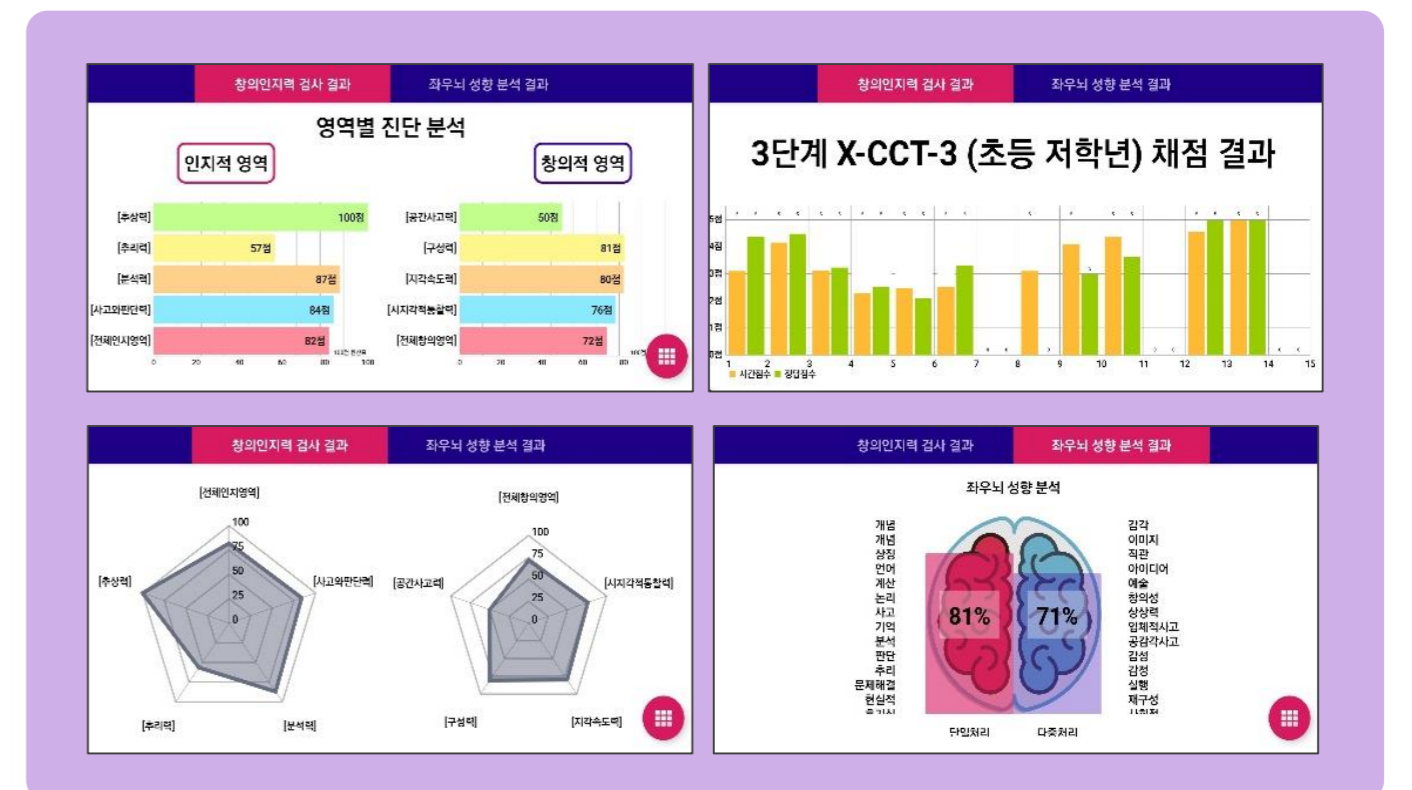 창의인지력 검사 결과 좌우뇌 성향 분석 결과
영역별 진단 분석
인지적 영역 창의적 영역
[추상력] 100점 [공간사고력] 50점
[추리력] 57점 [구성력] 81점
[분석력] 87점 [지각속도력] 80점
[사고와판단력] 84점 [시지각적통찰력] 76점
[전체인지영역] 82점 [전체창의영역] 72점
0 20 40 60 80 100 0 20 40 60 80
창의인지력 검사 결과 좌우뇌 성향 분석 결과
3단계 X-CCT-3 (초등 저학년) 채점 결과
5점
4점
3점
2점
1점
0점
1 2 3 4 5 6 7 8 9 10 11 12 13 14 15
시간점수 정답점수
창의인지력 검사 결과 좌우뇌 성향 분석 결과
[전체인지영역]
100
75
50
25
0
[추상력] [사고와판단력]
[추리력] [분석력]
[전체창의영역]
100
75
50
25
0
[공간사고력] [시지각적통찰력]
[구성력] [지각속도력]
창의인지력 검사 결과 좌우뇌 성향 분석 결과
좌우뇌 성향 분석
개념
개념
상징
언어
계산
논리
사고
기억
분석
판단
추리
문제해결
현실적
81% 71%
감각
이미지
직관
아이디어
예술
창의성
상상력
입체적사고
공감각사고
감성
감정
실행
재구성
단일처리 다중처리